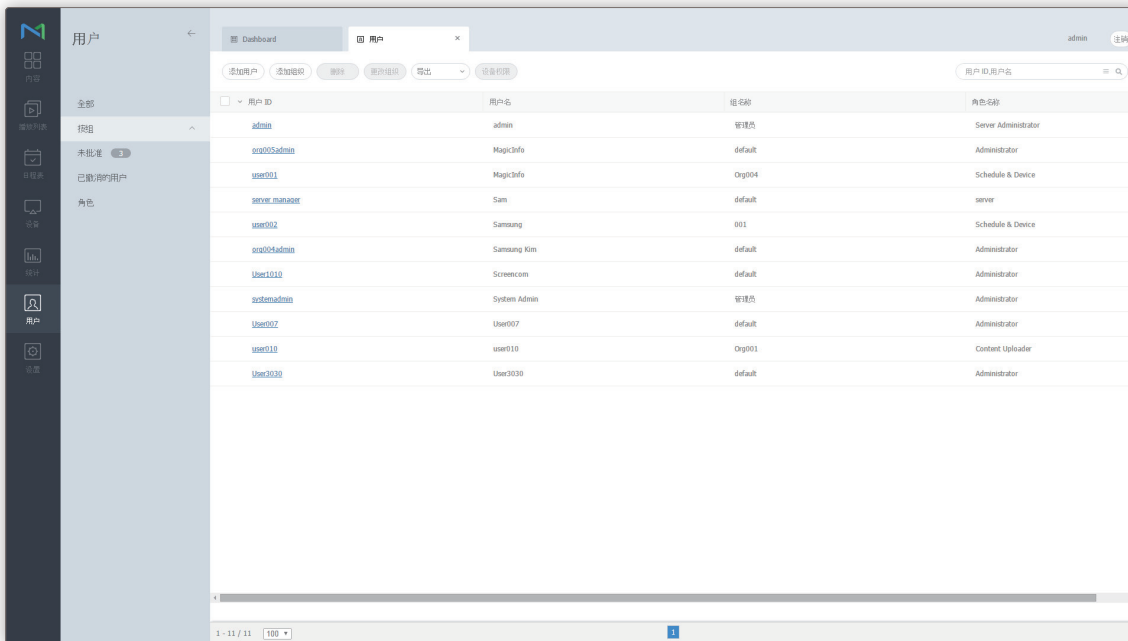 用户 ←
Dashboard
用户 ×
admin
注销
内容
播放列表
日程表
设备
统计
用户
设置
全部
按组
未批准 3
已撤消的用户
角色
添加用户 添加组织 删除 更改组织 导出 设备权限
用户 ID,用户名
用户 ID 用户名 组名称 角色名称
admin admin 管理员 Server Administrator
org005admin MagicInfo default Administrator
user001 MagicInfo Org004 Schedule & Device
server manager Sam default server
user002 Samsung 001 Schedule & Device
org004admin Samsung Kim default Administrator
User1010 Screencom default Administrator
systemadmin System Admin 管理员 Administrator
User007 User007 default Administrator
user010 user010 Org001 Content Uploader
User3030 User3030 default Administrator
1 - 11 / 11 100 1